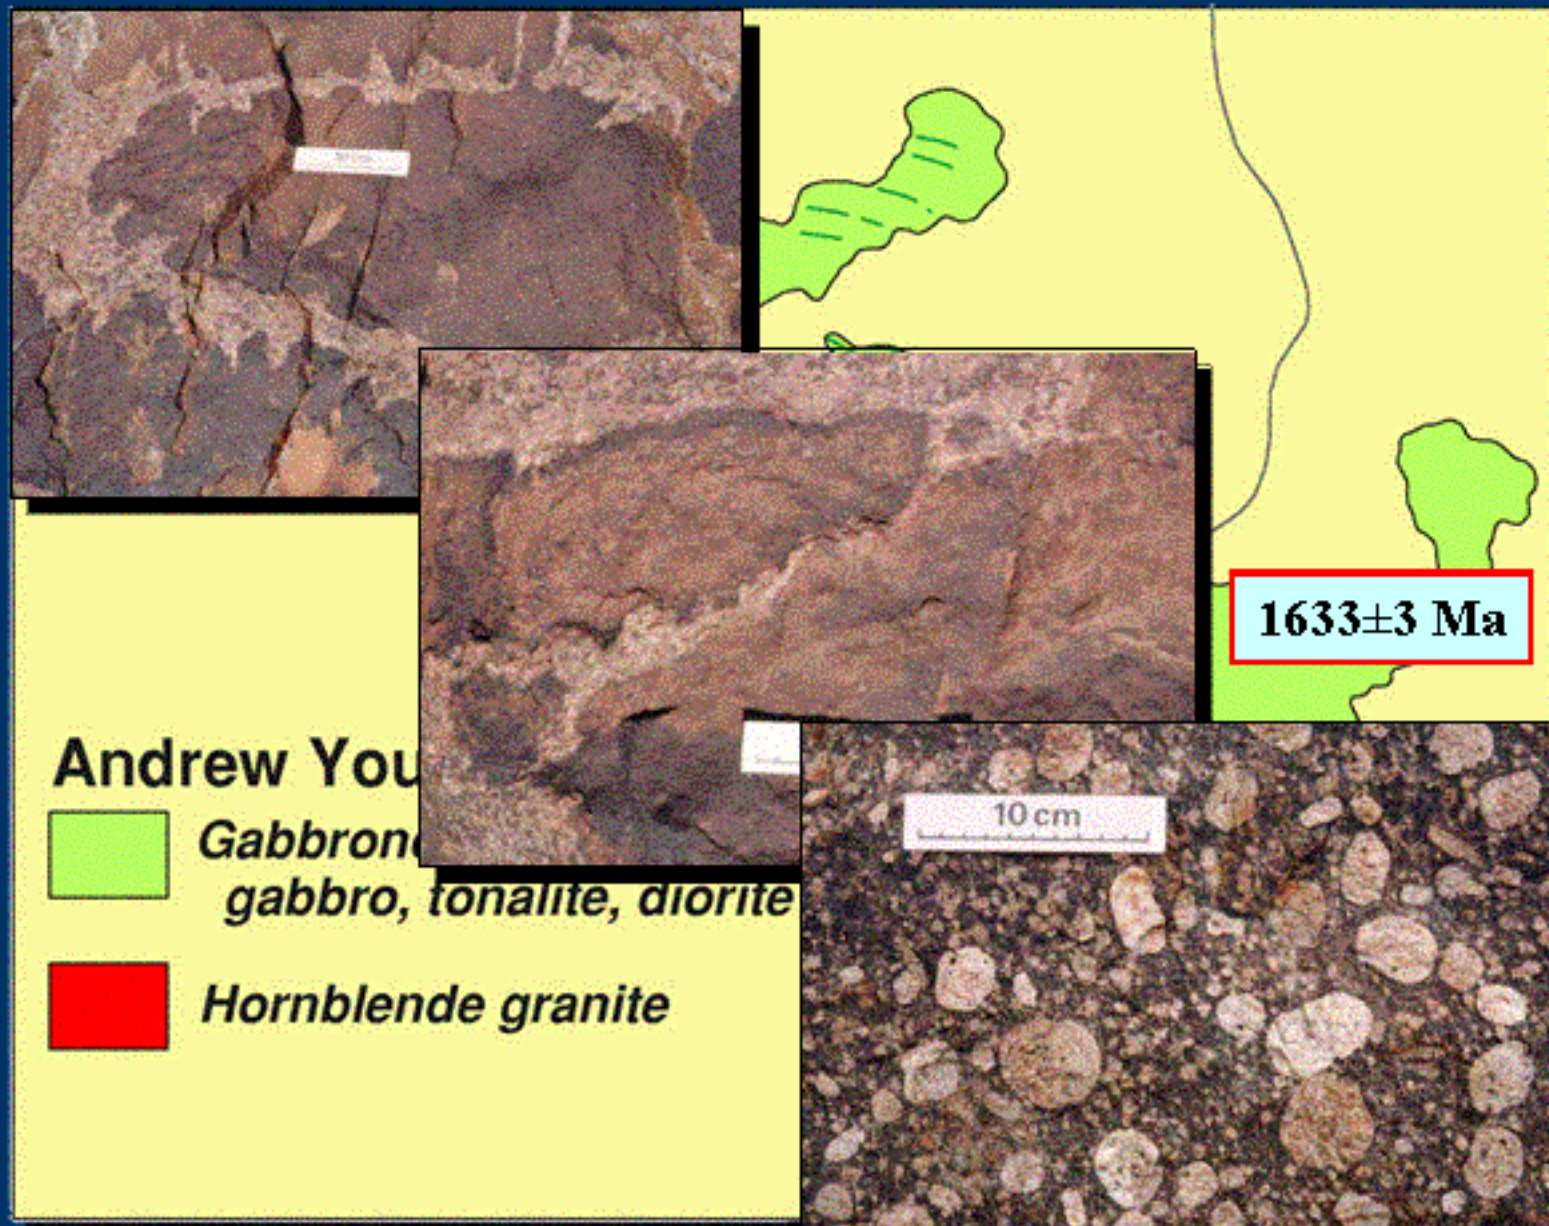 1633±3 Ma
Andrew You
Gabbron
gabbro, tonalite, diorite
10 cm
Hornblende granite